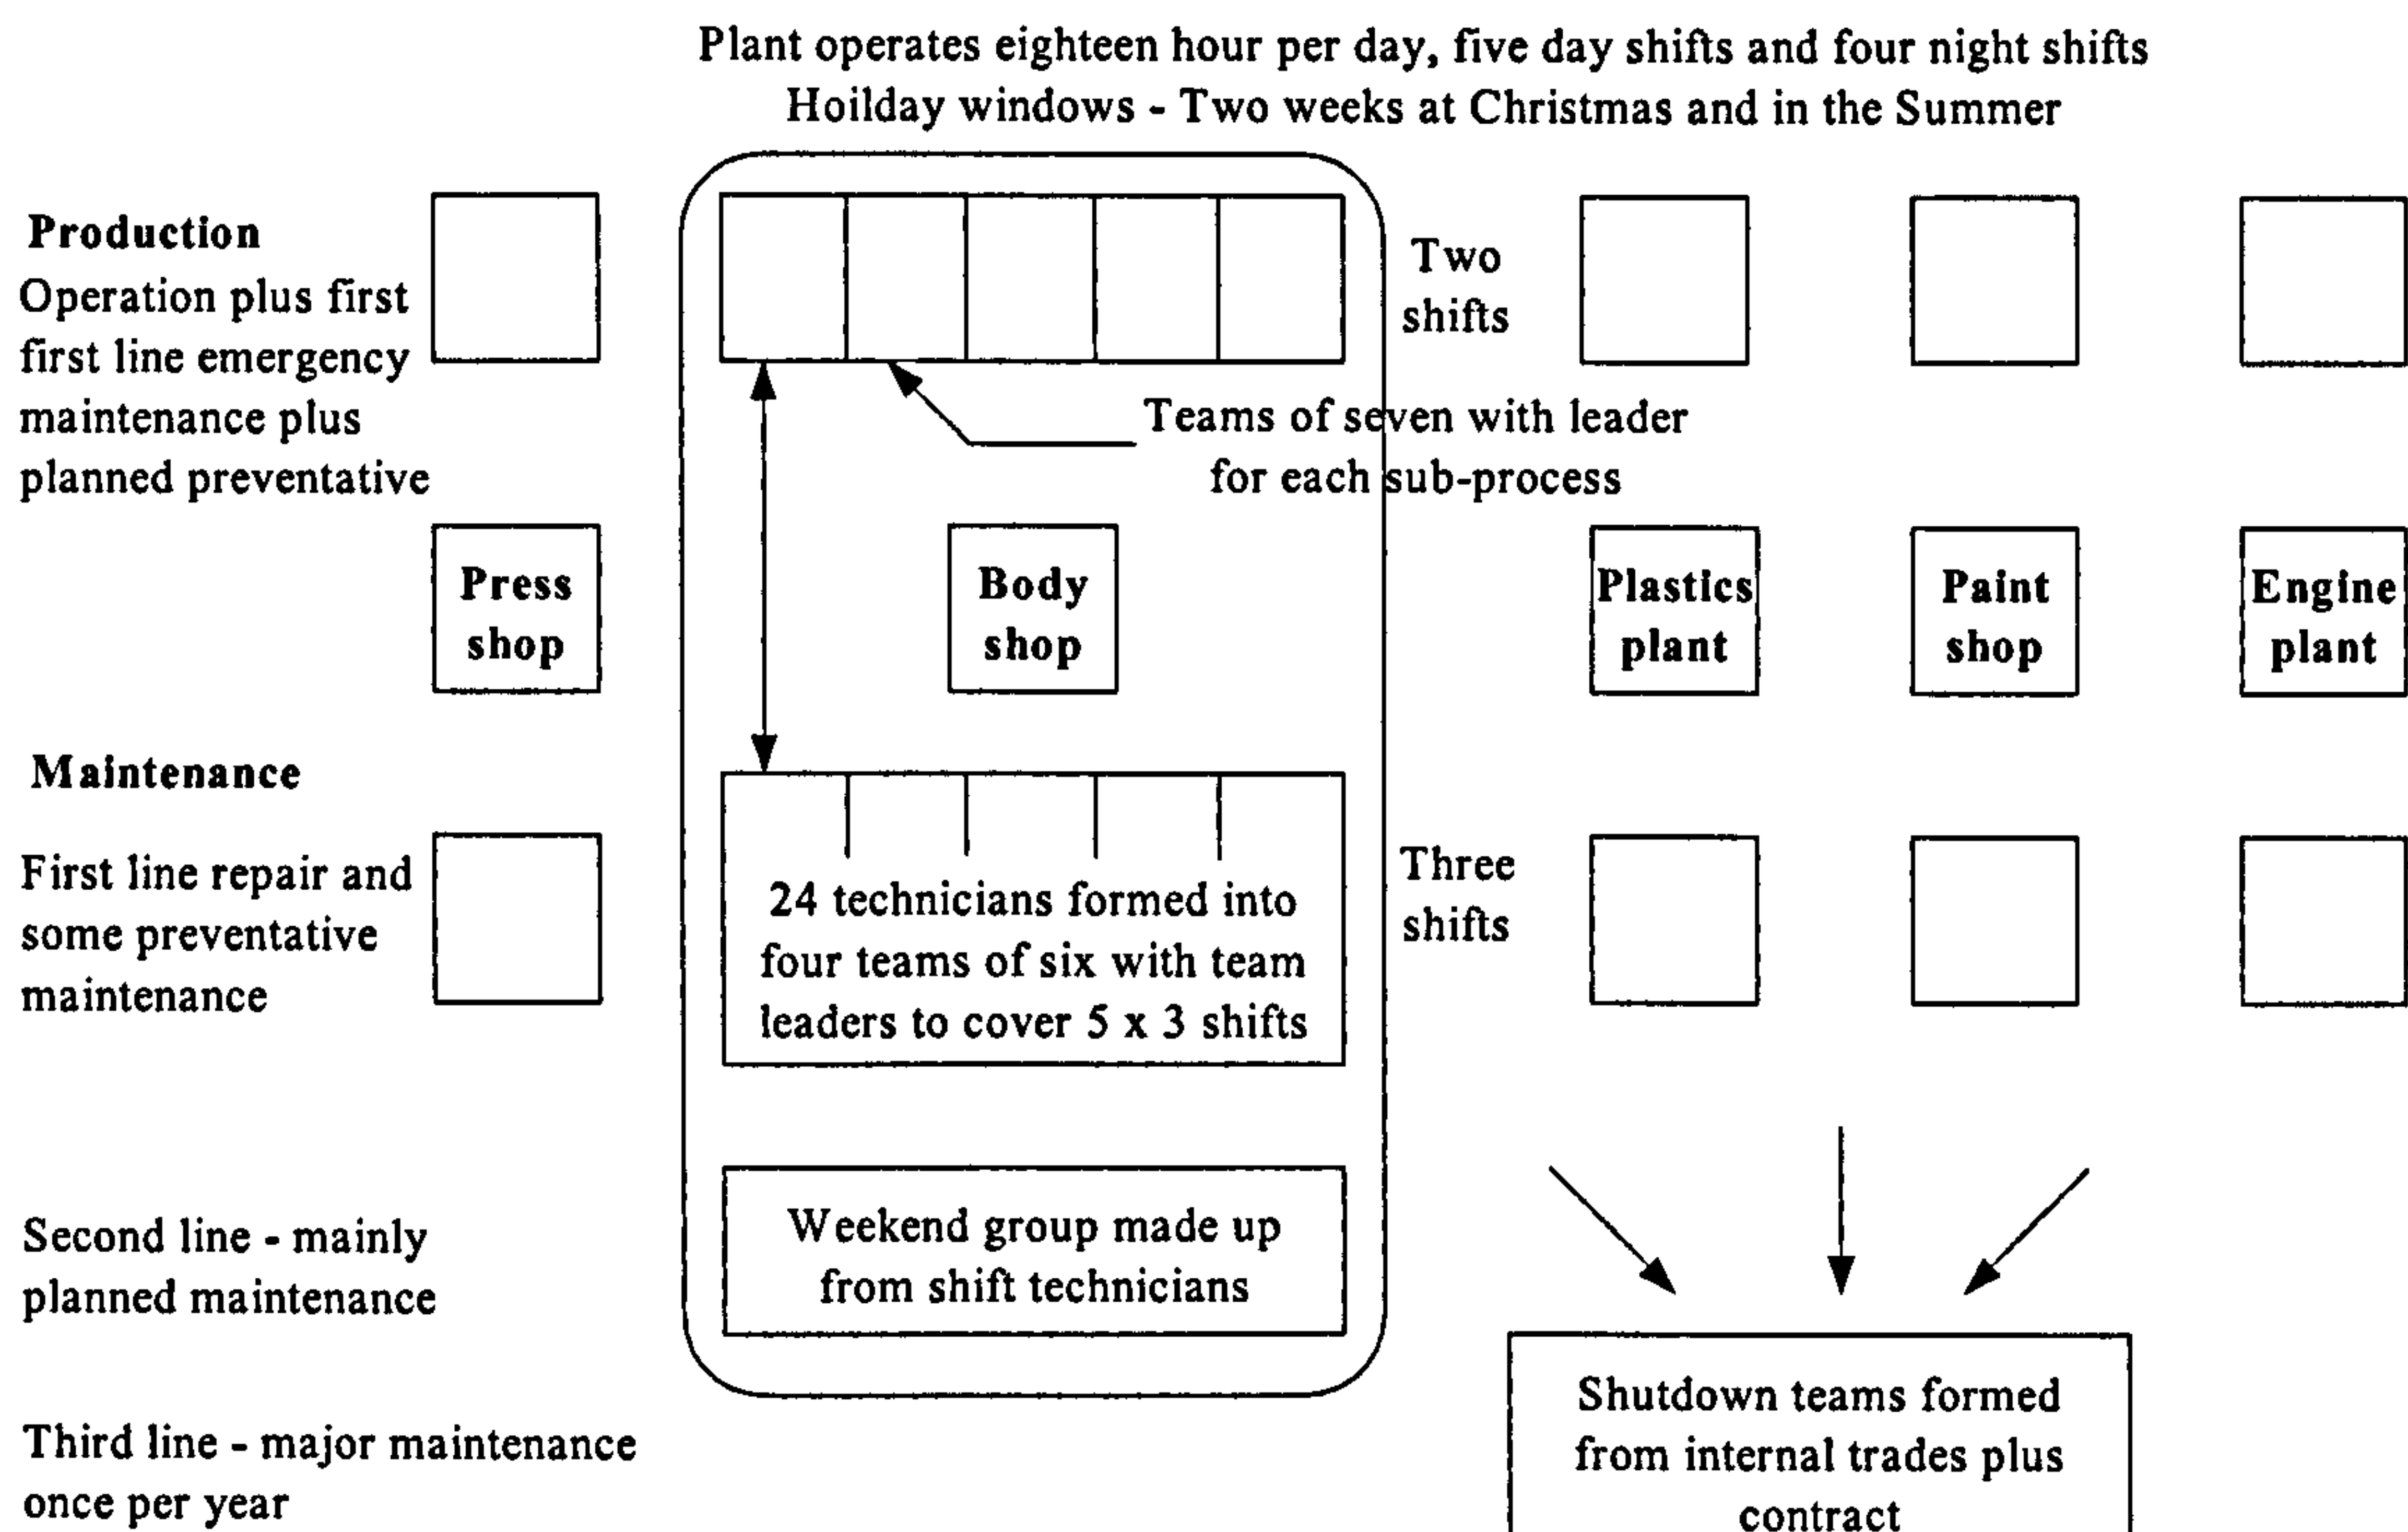 Plant operates eighteen hour per day, five day shifts and four night shifts
Hoilday windows - Two weeks at Christmas and in the Summer
Production
Operation plus first
first line emergency
maintenance plus
planned preventative
Two
shifts
Teams of seven with leader
for each sub-process
Press
shop
Body
shop
Plastics
plant
Paint
shop
Engine
plant
Maintenance
First line repair and
some preventative
maintenance
24 technicians formed into
four teams of six with team
leaders to cover 5 x 3 shifts
Three
shifts
Second line - mainly
planned maintenance
Weekend group made up
from shift technicians
Third line - major maintenance
once per year
Shutdown teams formed
from internal trades plus
contract